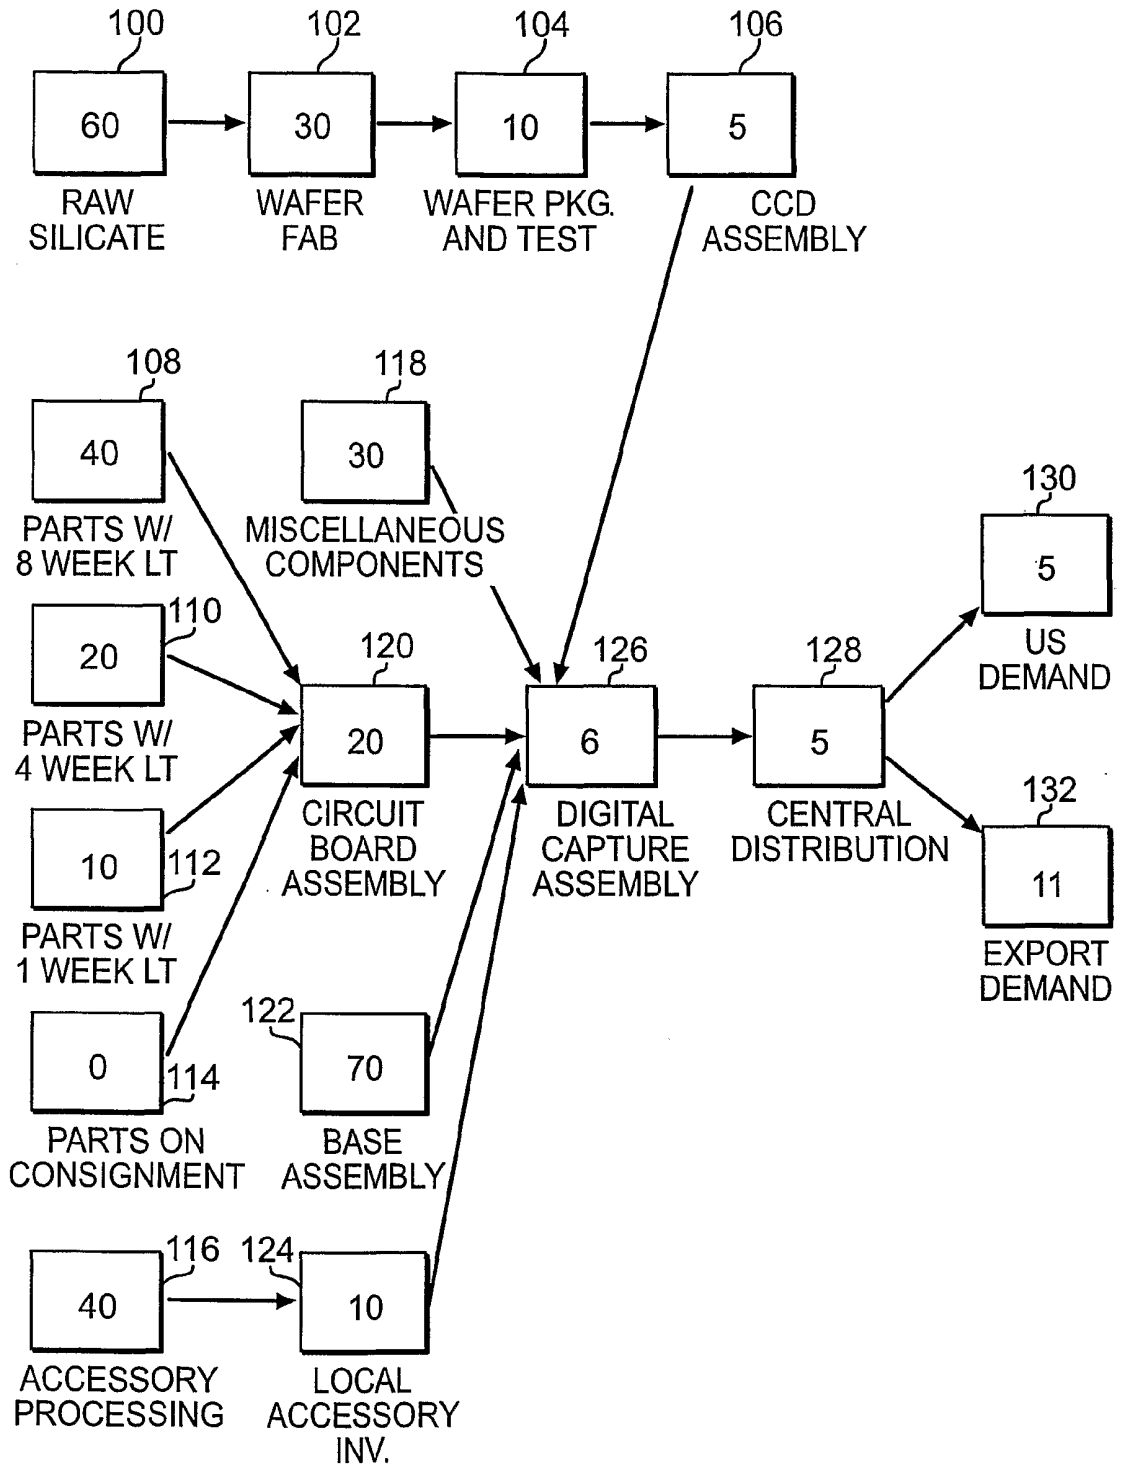 100
102
104
106
60
30
10
5
RAW
SILICATE
WAFER
FAB
WAFER PKG.
AND TEST
CCD
ASSEMBLY
108
118
40
30
PARTS W/
8 WEEK LT
MISCELLANEOUS
COMPONENTS
130
5
US
DEMAND
110
20
PARTS W/
4 WEEK LT
120
20
CIRCUIT
BOARD
ASSEMBLY
126
6
DIGITAL
CAPTURE
ASSEMBLY
128
5
CENTRAL
DISTRIBUTION
132
11
EXPORT
DEMAND
10
112
PARTS W/
1 WEEK LT
0
114
PARTS ON
CONSIGNMENT
122
70
BASE
ASSEMBLY
116
40
ACCESSORY
PROCESSING
124
10
LOCAL
ACCESSORY
INV.